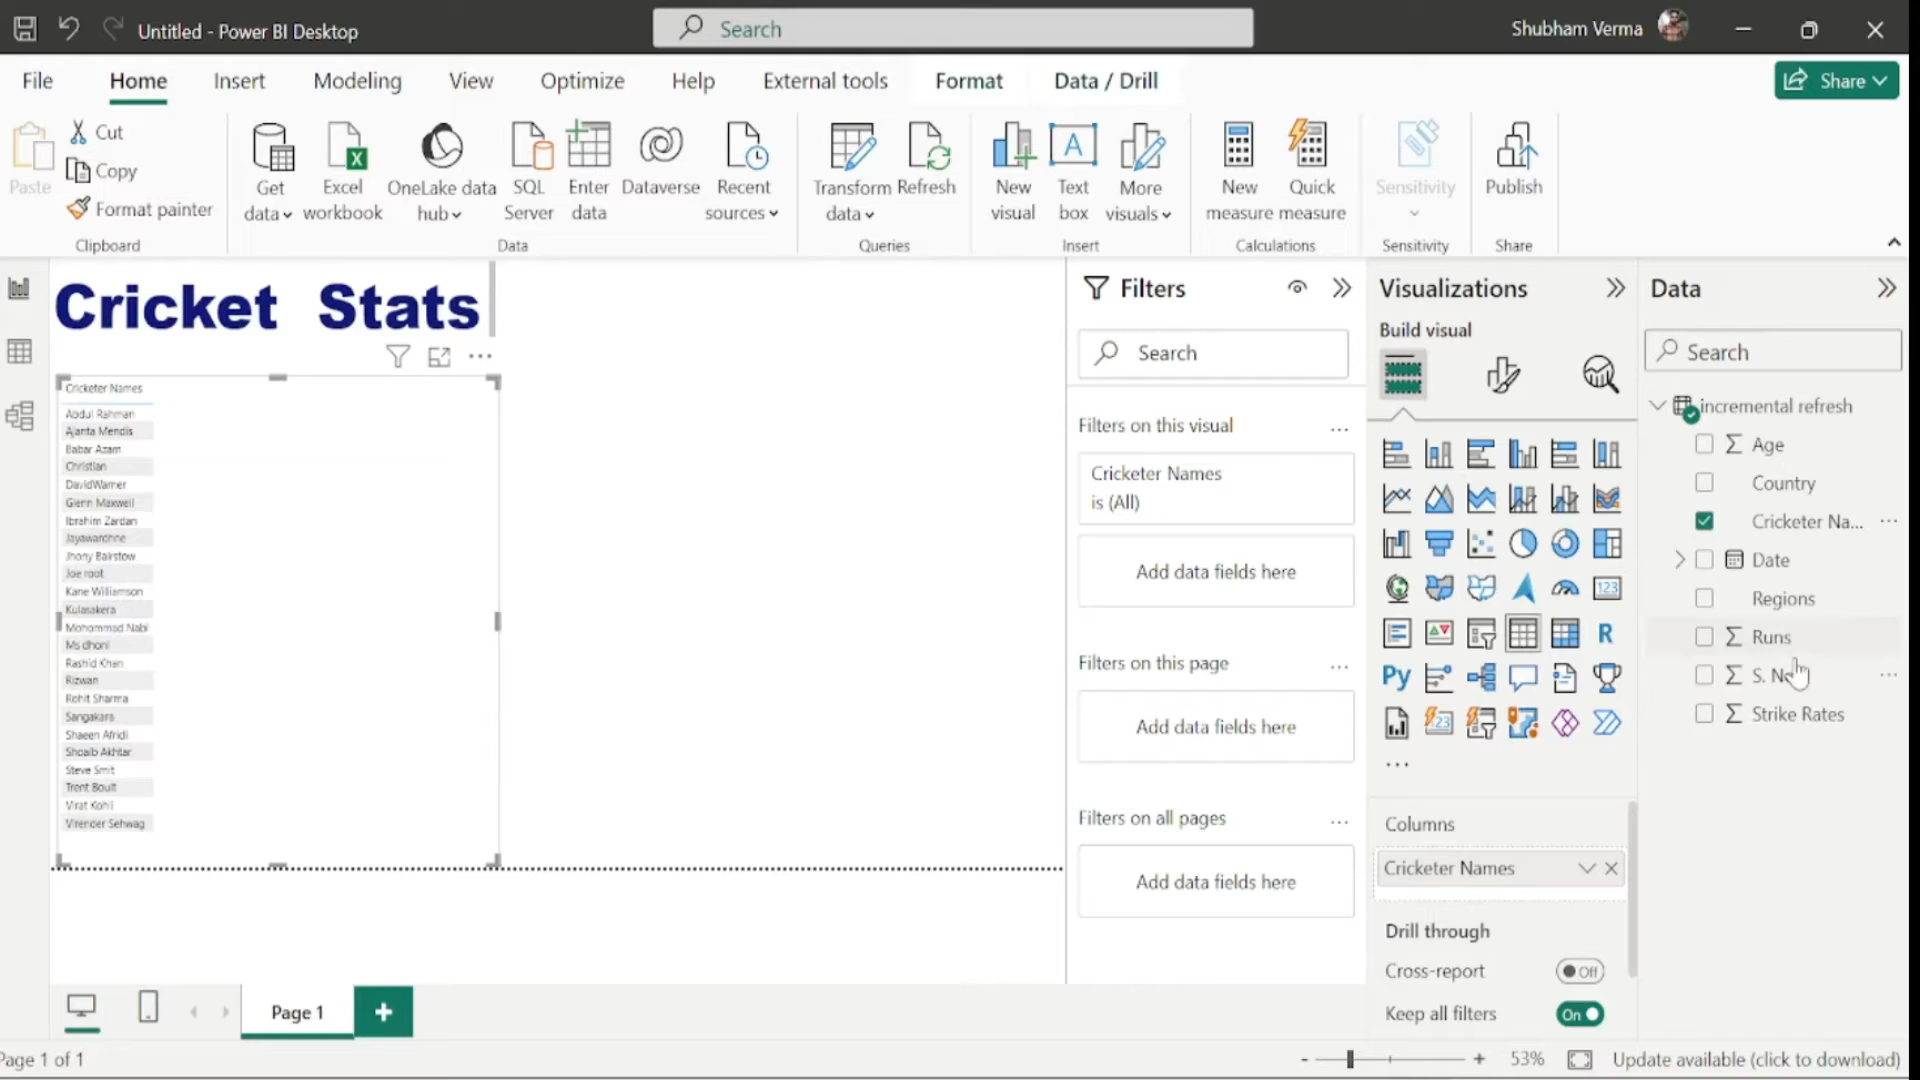 Untitled - Power BI Desktop
Search
Shubham Verma
File
Home
Insert
Modeling
View
Optimize
Help
External tools
Format
Data / Drill
Share
Paste
Cut
Copy
Format painter
Clipboard
Get data
Excel workbook
OneLake data hub
SQL Server
Enter data
Dataverse
Recent sources
Data
Transform data
Refresh
Queries
New visual
Text box
More visuals
Insert
New measure
Quick measure
Calculations
Sensitivity
Sensitivity
Publish
Share
Cricket Stats
Cricketer Names
Abdul Rahman
Ajanta Mendis
Babar Azam
Christian
DavidWarner
Glenn Maxwell
Ibrahim Zardan
Jayawardhne
Jhony Bairstow
Joe root
Kane Williamson
Kulasakera
Mohommad Nabi
Ms dhoni
Rashid Khan
Rizwan
Rohit Sharma
Sangakara
Shaeen Afridi
Shoaib Akhtar
Steve Smit
Trent Boult
Virat Kohli
Virender Sehwag
Filters
Search
Filters on this visual
Cricketer Names
is (All)
Add data fields here
Filters on this page
Add data fields here
Filters on all pages
Add data fields here
Visualizations
Build visual
123
R
Py
123
Columns
Cricketer Names
Drill through
Cross-report
Off
Keep all filters
On
Data
Search
incremental refresh
Age
Country
Cricketer Na...
Date
Regions
Runs
Strike Rates
Page 1
Page 1 of 1
53%
Update available (click to download)